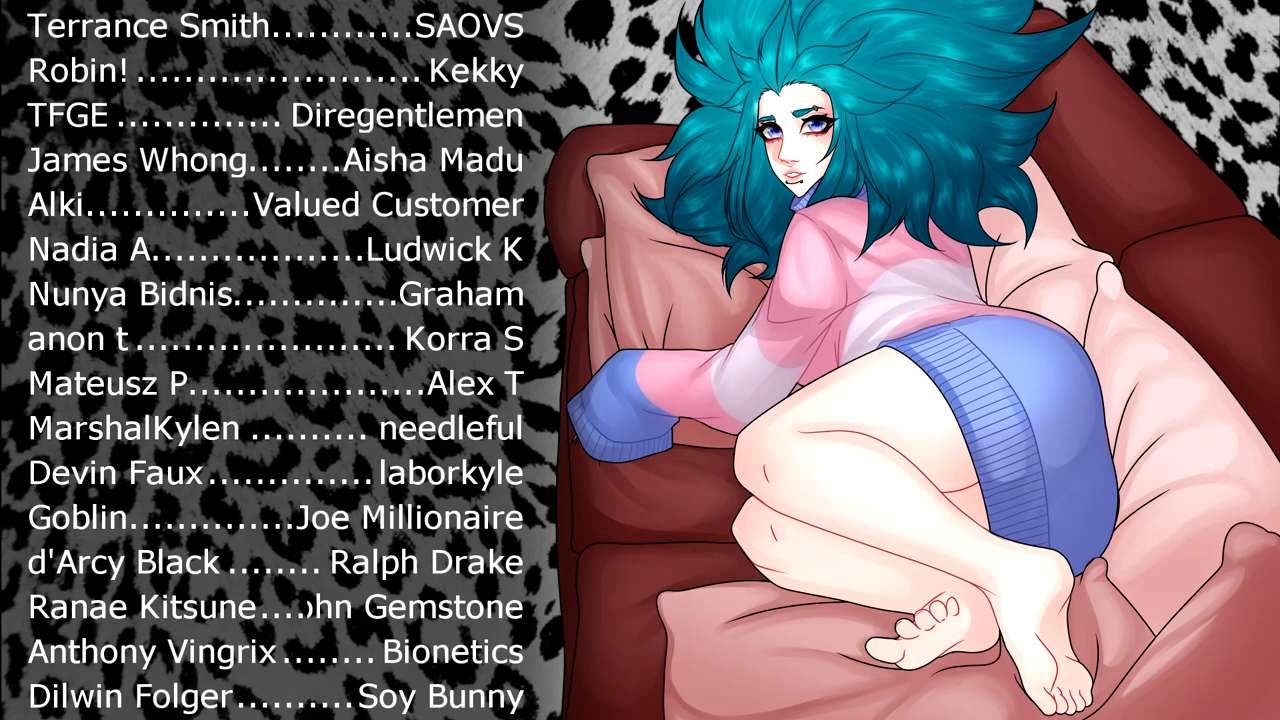 Terrance Smith............SAOVS
Robin! ........................ Kekky
TFGE .............. Diregentlemen
James Whong........Aisha Madu
Alki..............Valued Customer
Nadia A..................Ludwick K
Nunya Bidnis..............Graham
anon t ...................... Korra S
Mateusz P....................Alex T
MarshalKylen .......... needleful
Devin Faux .............. laborkyle
Goblin..............Joe Millionaire
d'Arcy Black ........ Ralph Drake
Ranae Kitsune.... hn Gemstone
Anthony Vingrix ........ Bionetics
Dilwin Folger .......... Soy Bunny